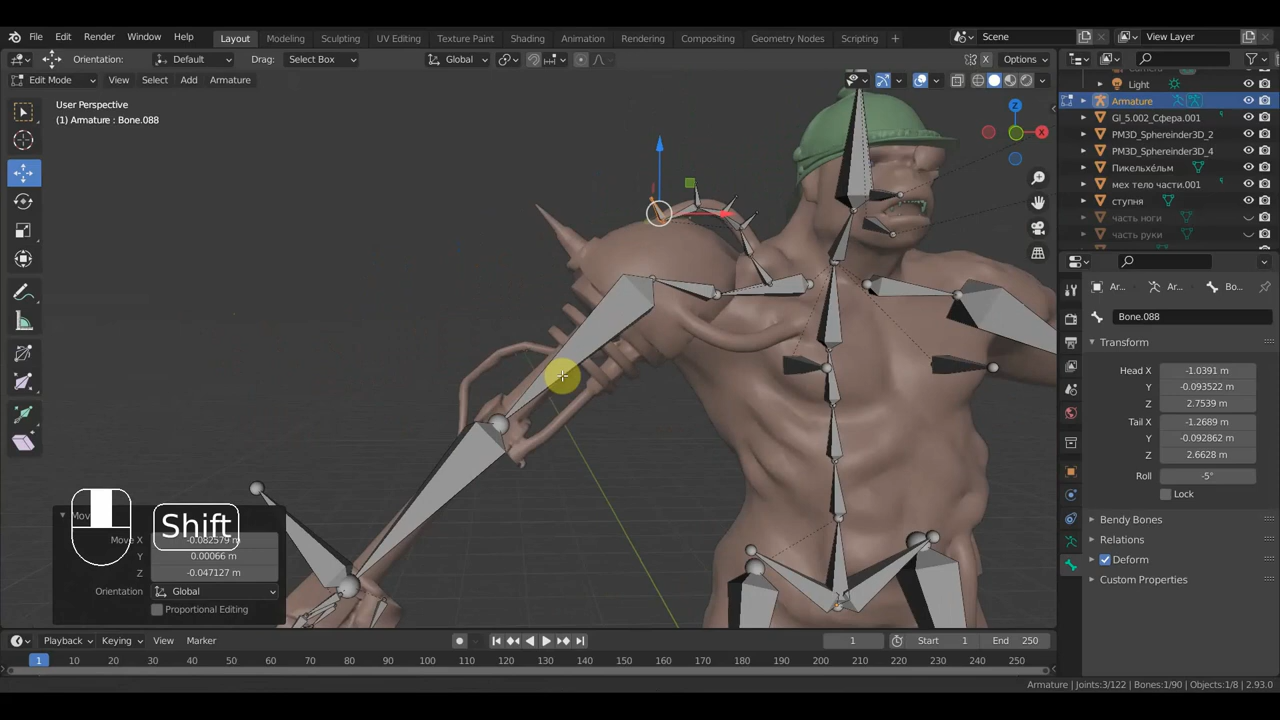 File Edit Render Window Help Layout Modeling Sculpting UV Editing Texture Paint Shading Animation Rendering Compositing Geometry Nodes Scripting + Scene View Layer
Orientation: Default Drag: Select Box Global Options
Edit Mode View Select Add Armature
Light
User Perspective
(1) Armature : Bone.088
Armature
GI_5.002_Сфера.001
PM3D_Sphereinder3D_2
PM3D_Sphereinder3D_4
Пикельхе́льм
мех тело части.001
ступня
часть ноги
часть руки
Z
X
Ar... Ar... Bo...
Bone.088
Transform
Head X -1.0391 m
Y -0.093522 m
Z 2.7539 m
Tail X -1.2689 m
Y -0.092862 m
Z 2.6628 m
Roll -5°
Lock
Bendy Bones
Relations
Deform
Custom Properties
Shift
Move X -0.082579 m
Y 0.00066 m
Z -0.047127 m
Orientation Global
Proportional Editing
Playback Keying View Marker 1 Start 1 End 250
1 10 20 30 40 50 60 70 80 90 100 110 120 130 140 150 160 170 180 190 200 210 220 230 240 250
Armature | Joints:3/122 | Bones:1/90 | Objects:1/8 | 2.93.0